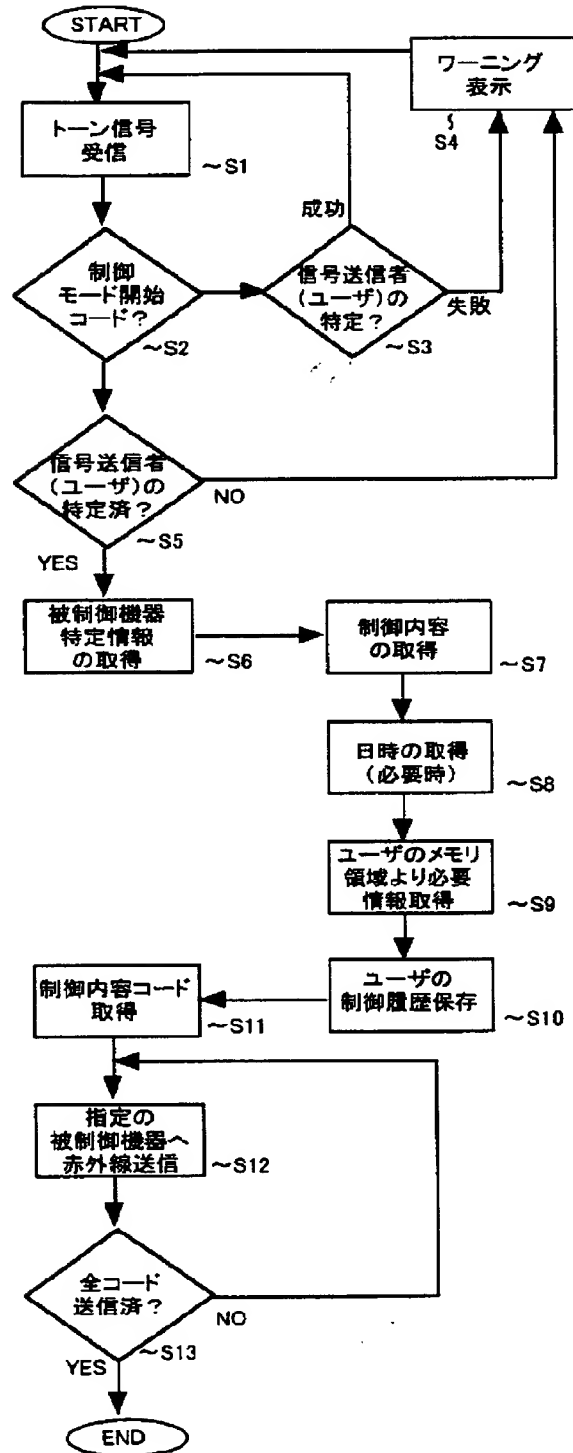 START
ワーニング
表示
～S4
トーン信号
受信
～S1
成功
制御
モード開始
コード?
～S2
信号送信者
(ユーザ)の
特定?
失敗
～S3
信号送信者
(ユーザ)の
特定済?
NO
～S5
YES
被制御機器
特定情報
の取得
～S6
制御内容
の取得
～S7
日時の取得
(必要時)
～S8
ユーザのメモリ
領域より必要
情報取得
～S9
ユーザの
制御履歴保存
～S10
制御内容コード
取得
～S11
指定の
被制御機器へ
赤外線送信
～S12
全コード
送信済?
NO
～S13
YES
END